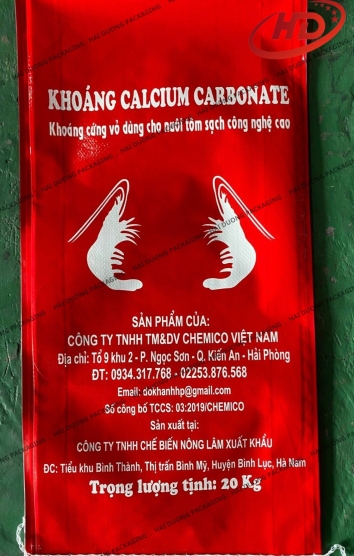 HD
KHOÁNG CALCIUM CARBONATE
Khoáng cứng vỏ dùng cho nuôi tôm sạch công nghệ cao
SẢN PHẨM CỦA:
CÔNG TY TNHH TM&DV CHEMICO VIỆT NAM
Địa chỉ: Tổ 9 khu 2 - P. Ngọc Sơn - Q. Kiến An - Hải Phòng
ĐT: 0934.317.768 - 02253.876.568
Email: dokhanhhp@gmail.com
Số công bố TCCS: 03:2019/CHEMICO
Sản xuất tại:
CÔNG TY TNHH CHẾ BIẾN NÔNG LÂM XUẤT KHẨU
ĐC: Tiểu khu Bình Thành, Thị trấn Bình Mỹ, Huyện Bình Lục, Hà Nam
Trọng lượng tịnh: 20 Kg
HAI DUONG PACKAGING